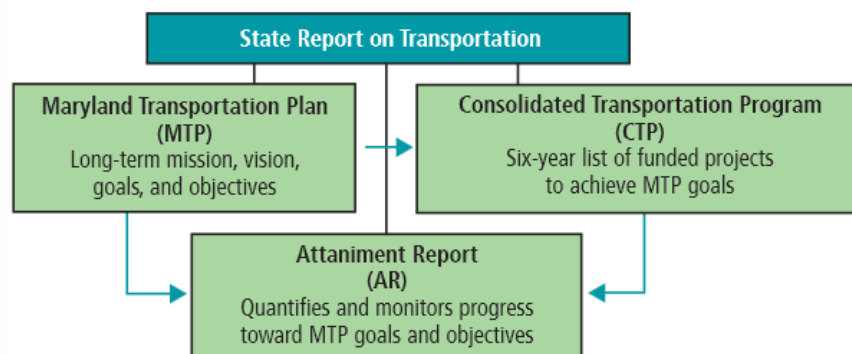 State Report on Transportation
Maryland Transportation Plan
(MTP)
Long-term mission, vision,
goals, and objectives
Consolidated Transportation Program
(CTP)
Six-year list of funded projects
to achieve MTP goals
Attaniment Report
(AR)
Quantifies and monitors progress
toward MTP goals and objectives